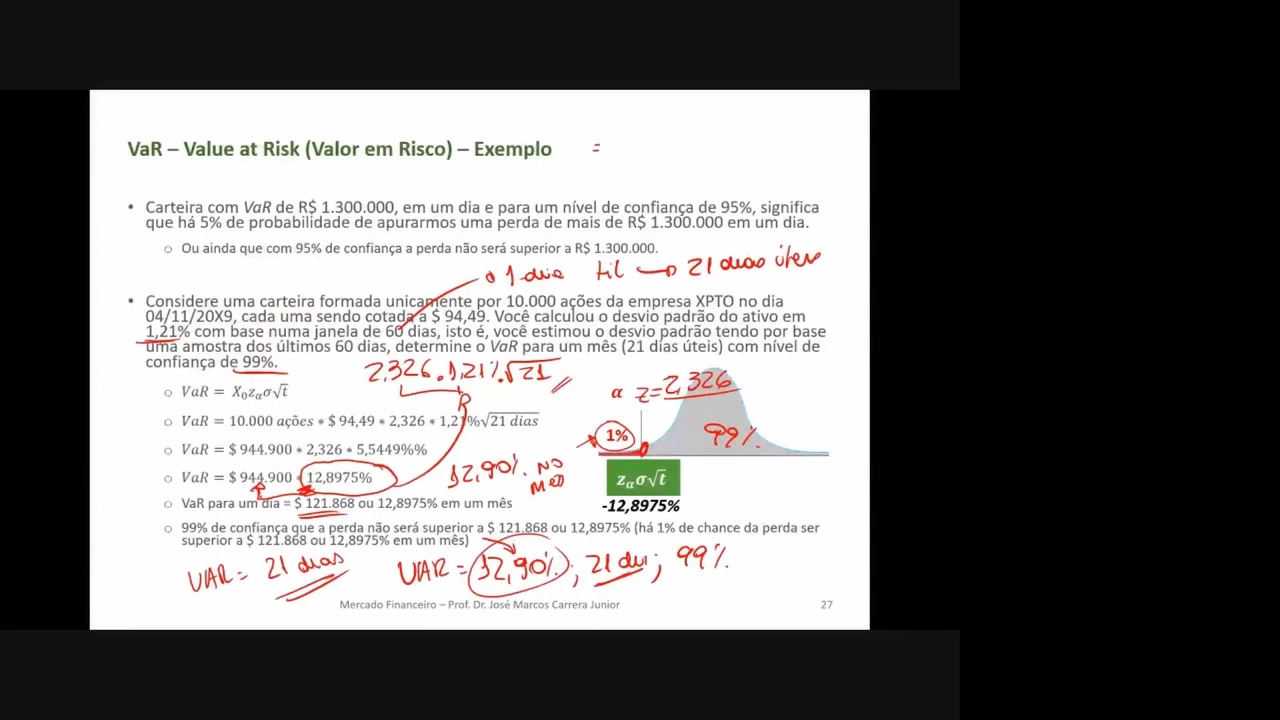 VaR – Value at Risk (Valor em Risco) – Exemplo =
• Carteira com VaR de R$ 1.300.000, em um dia e para um nível de confiança de 95%, significa
que há 5% de probabilidade de apurarmos uma perda de mais de R$ 1.300.000 em um dia.
o Ou ainda que com 95% de confiança a perda não será superior a R$ 1.300.000.
1 dia til → 21 dias úteis
• Considere uma carteira formada unicamente por 10.000 ações da empresa XPTO no dia
04/11/20X9, cada uma sendo cotada a $ 94,49. Você calculou o desvio padrão do ativo em
1,21% com base numa janela de 60 dias, isto é, você estimou o desvio padrão tendo por base
uma amostra dos últimos 60 dias, determine o VaR para um mês (21 dias úteis) com nível de
confiança de 99%.
2,326 . 1,21% . √21
α z = 2,326
o VaR = X₀zασ√t
o VaR = 10.000 ações * $ 94,49 * 2,326 * 1,21%√21 dias
1%
99%
o VaR = $ 944.900 * 2,326 * 5,5449%%
o VaR = $ 944.900 * 12,8975%
12,90% no
mês
zασ√t
-12,8975%
o VaR para um dia = $ 121.868 ou 12,8975% em um mês
o 99% de confiança que a perda não será superior a $ 121.868 ou 12,8975% (há 1% de chance da perda ser
superior a $ 121.868 ou 12,8975% em um mês)
VAR = 21 dias
VAR = 12,90% ; 21 du ; 99%
Mercado Financeiro – Prof. Dr. José Marcos Carrera Junior
27